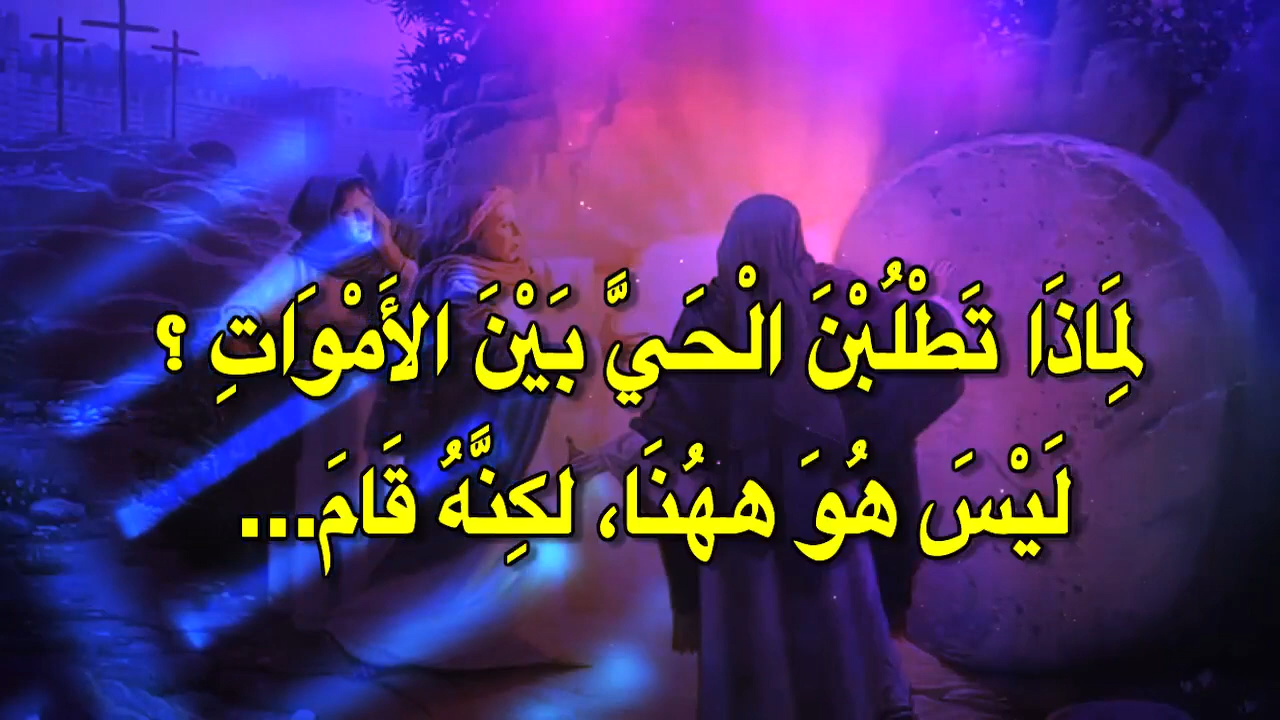 لِمَاذَا تَطْلُبْنَ الْحَيَّ بَيْنَ الأَمْوَاتِ ؟
لَيْسَ هُوَ ههُنَا، لكِنَّهُ قَامَ...